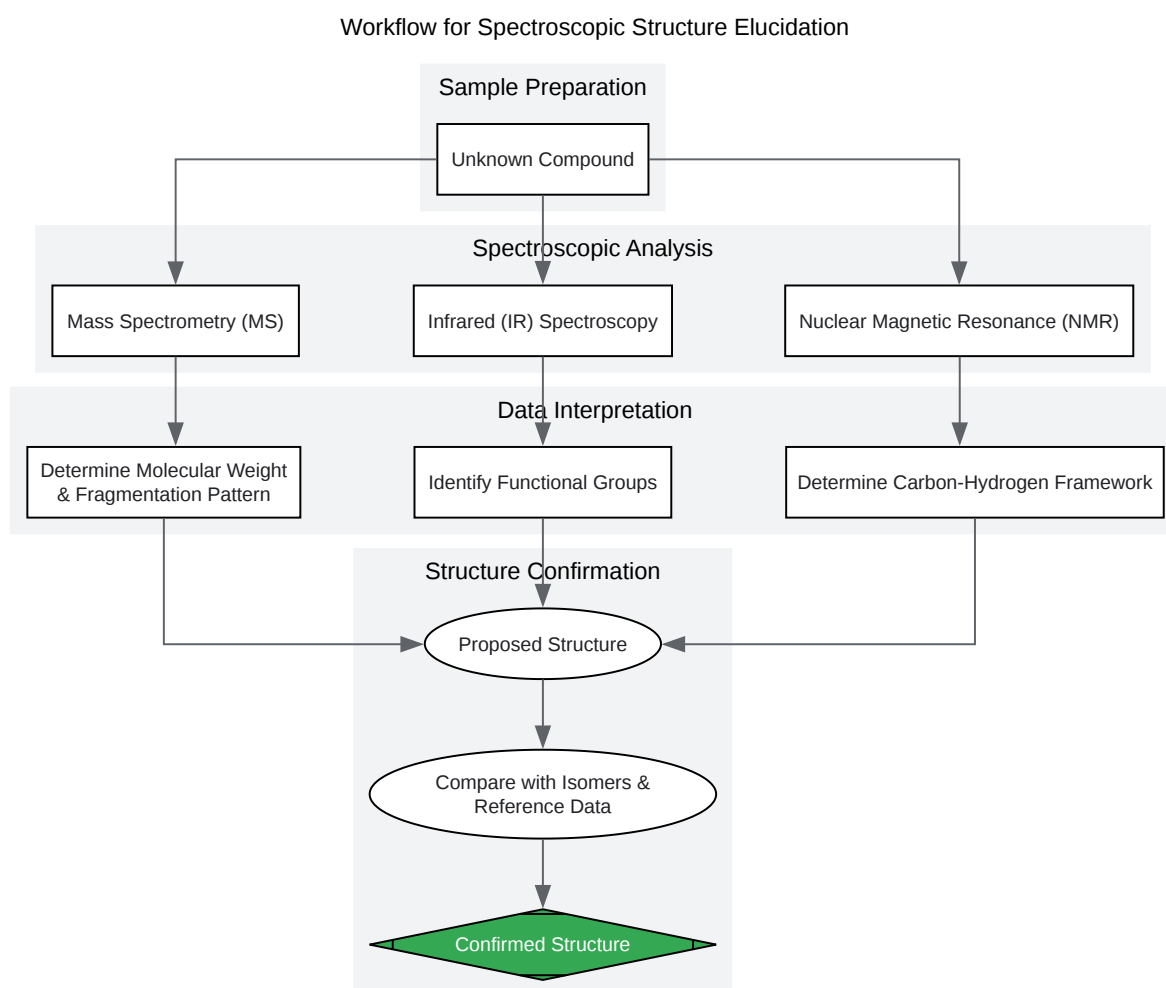 Workflow for Spectroscopic Structure Elucidation
Sample Preparation
Unknown Compound
Spectroscopic Analysis
Mass Spectrometry (MS)
Infrared (IR) Spectroscopy
Nuclear Magnetic Resonance (NMR)
Data Interpretation
Determine Molecular Weight
& Fragmentation Pattern
Identify Functional Groups
Determine Carbon-Hydrogen Framework
Structure Confirmation
Proposed Structure
Compare with Isomers &
Reference Data
Confirmed Structure